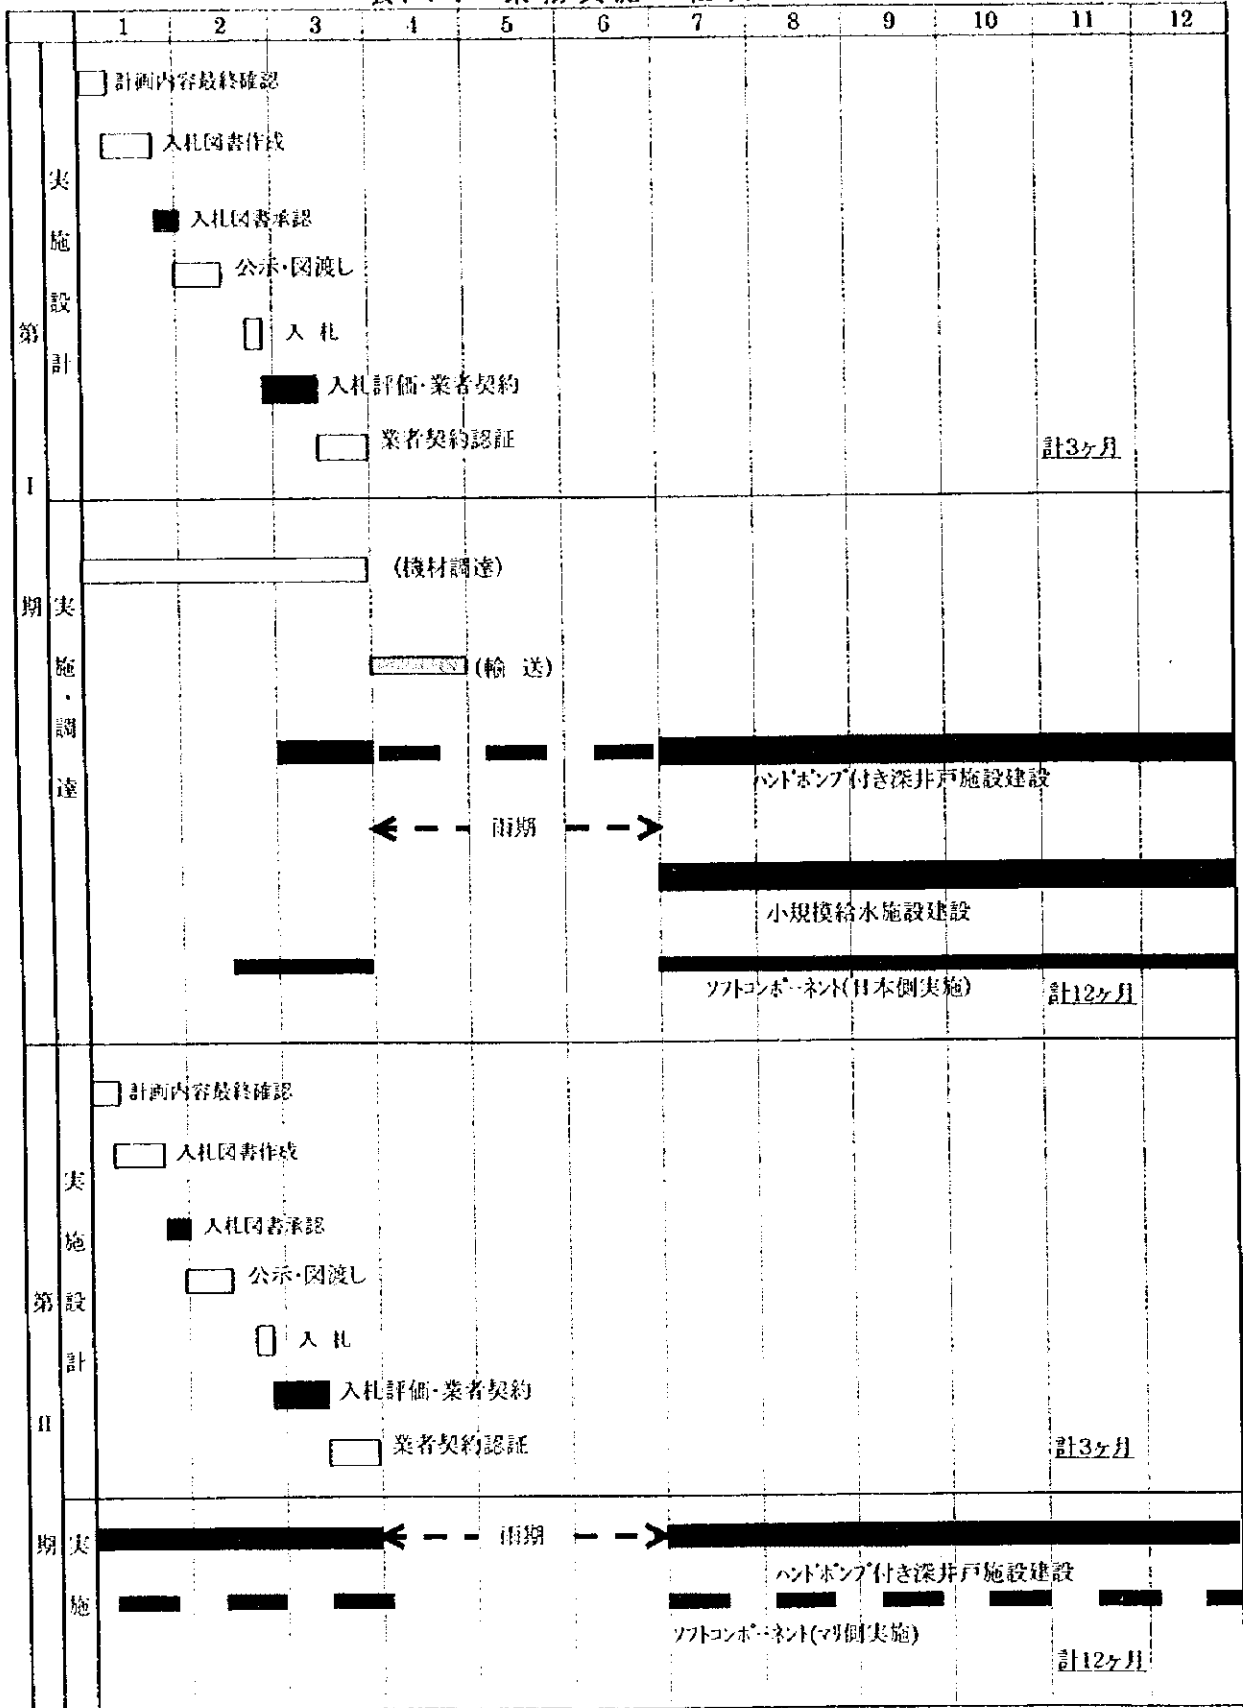 1 2 3 4 5 6 7 8 9 10 11 12
第
Ⅰ
期
実
施
設
計
計画内容最終確認
入札図書作成
入札図書承認
公示・図渡し
入 札
入札評価・業者契約
業者契約認証
計3ヶ月
実
施
・
調
達
(機材調達)
(輸 送)
ハンドポンプ付き深井戸施設建設
雨期
小規模給水施設建設
ソフトコンポーネント(日本側実施)
計12ヶ月
第
Ⅱ
期
実
施
設
計
計画内容最終確認
入札図書作成
入札図書承認
公示・図渡し
入 札
入札評価・業者契約
業者契約認証
計3ヶ月
実
施
雨期
ハンドポンプ付き深井戸施設建設
ソフトコンポーネント(マリ側実施)
計12ヶ月